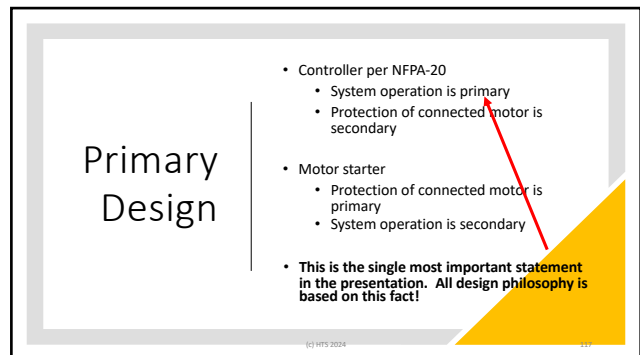 Primary
Design
• Controller per NFPA-20
• System operation is primary
• Protection of connected motor is
secondary
• Motor starter
• Protection of connected motor is
primary
• System operation is secondary
• This is the single most important statement
in the presentation.  All design philosophy is
based on this fact!
(c) HTS 2024
117